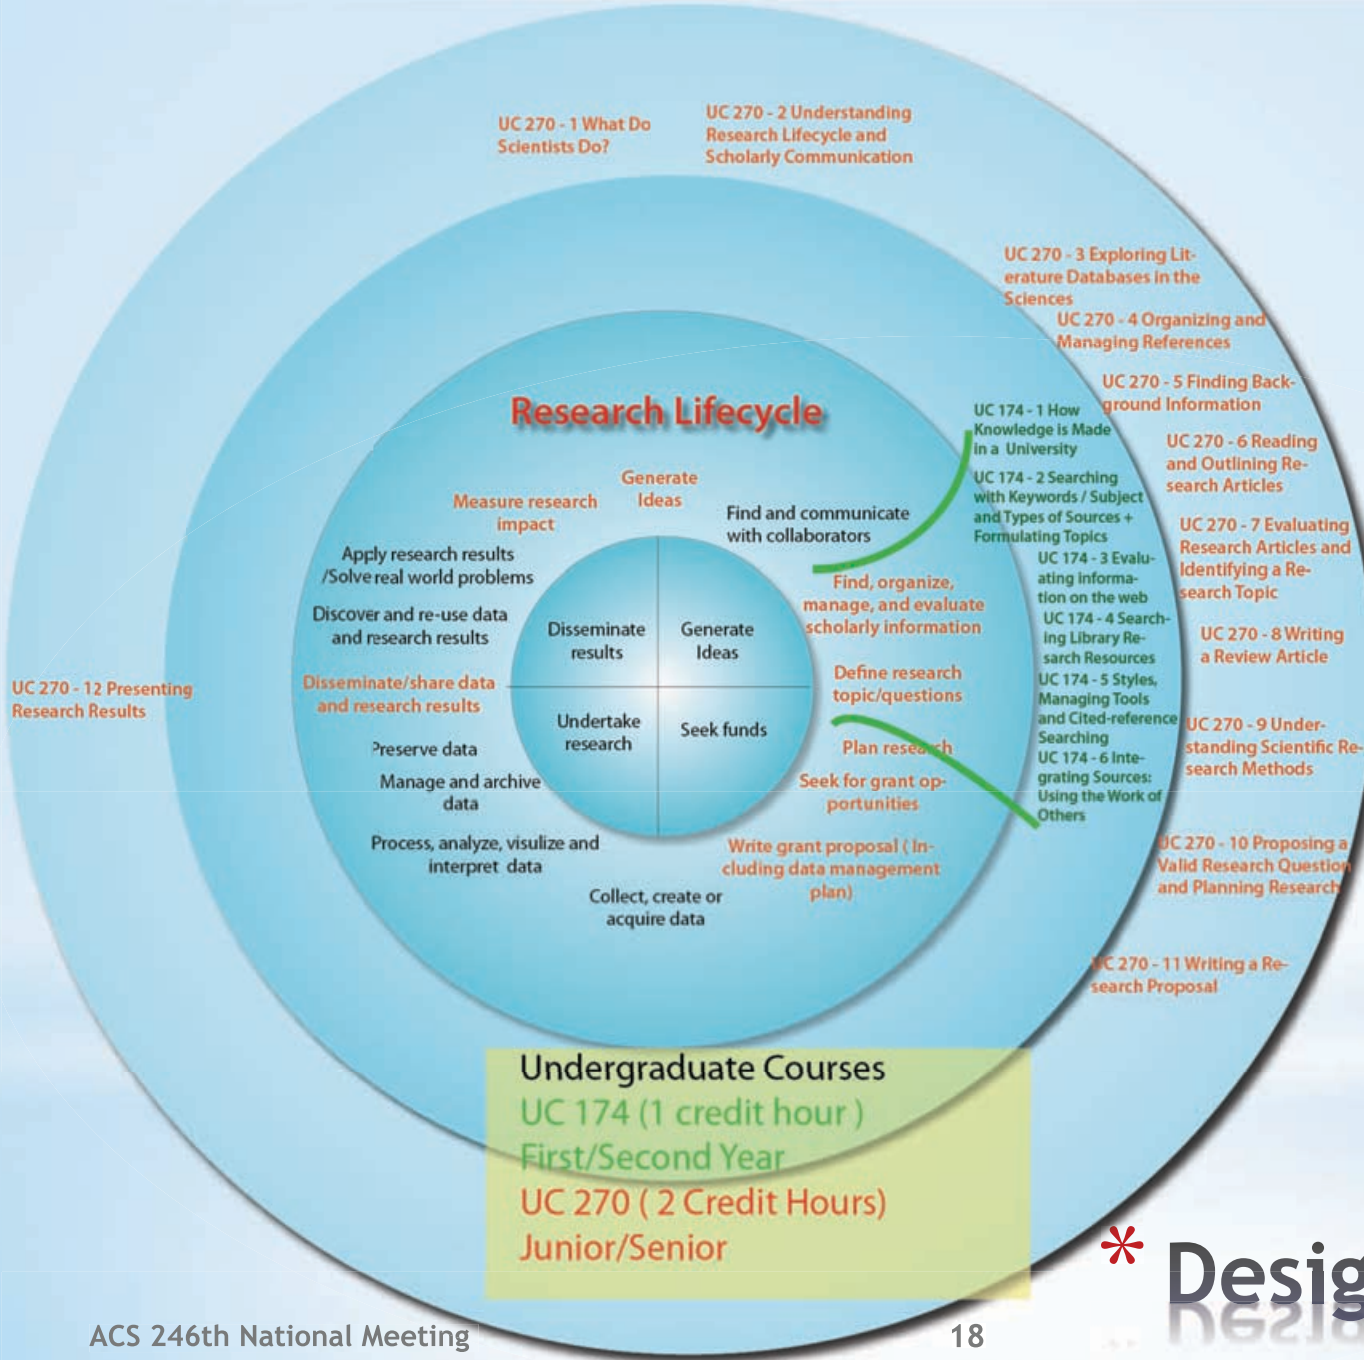 UC 270 - 1 What Do
Scientists Do?
UC 270 - 2 Understanding
Research Lifecycle and
Scholarly Communication
UC 270 - 3 Exploring Lit-
erature Databases in the
Sciences
UC 270 - 4 Organizing and
Managing References
UC 270 - 5 Finding Back-
ground Information
UC 270 - 6 Reading
and Outlining Re-
search Articles
UC 270 - 7 Evaluating
Research Articles and
Identifying a Re-
search Topic
UC 270 - 8 Writing
a Review Article
UC 270 - 9 Under-
standing Scientific Re-
search Methods
UC 270 - 10 Proposing a
Valid Research Question
and Planning Research
UC 270 - 11 Writing a Re-
search Proposal
UC 270 - 12 Presenting
Research Results
UC 174 - 1 How
Knowledge is Made
in a University
UC 174 - 2 Searching
with Keywords / Subject
and Types of Sources +
Formulating Topics
UC 174 - 3 Evalu-
ating informa-
tion on the web
UC 174 - 4 Search-
ing Library Re-
sarch Resources
UC 174 - 5 Styles,
Managing Tools
and Cited-reference
Searching
UC 174 - 6 Inte-
grating Sources:
Using the Work of
Others
Research Lifecycle
Generate
Ideas
Find and communicate
with collaborators
Find, organize,
manage, and evaluate
scholarly information
Define research
topic/questions
Plan research
Seek for grant op-
portunities
Write grant proposal ( In-
cluding data management
plan)
Collect, create or
acquire data
Process, analyze, visulize and
interpret data
Manage and archive
data
Preserve data
Disseminate/share data
and research results
Discover and re-use data
and research results
Apply research results
/Solve real world problems
Measure research
impact
Disseminate
results
Generate
Ideas
Undertake
research
Seek funds
Undergraduate Courses
UC 174 (1 credit hour )
First/Second Year
UC 270 ( 2 Credit Hours)
Junior/Senior
* Desig
ACS 246th National Meeting
18